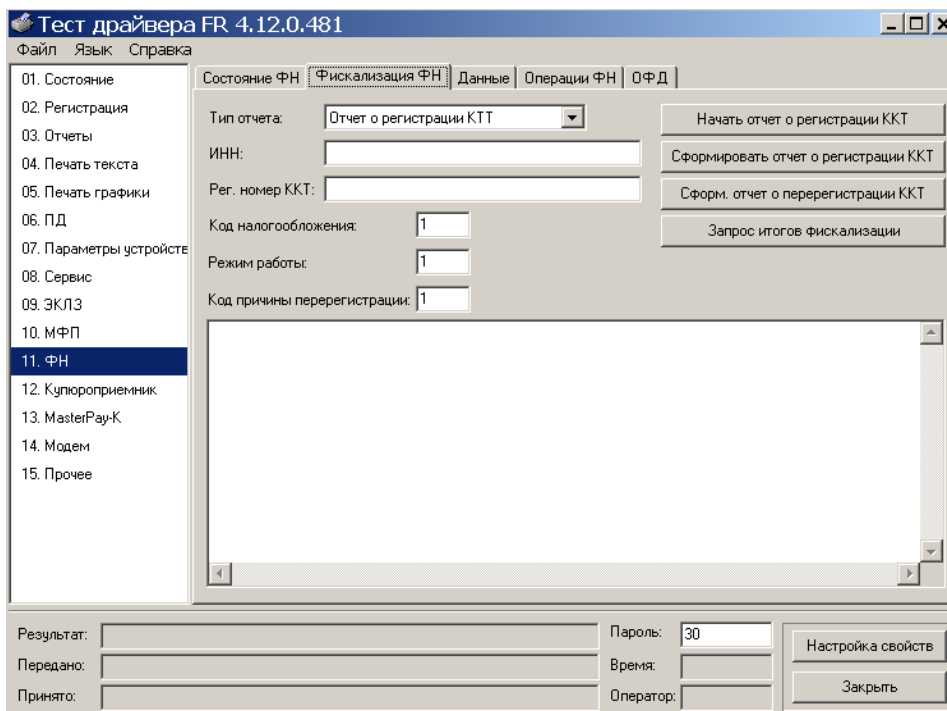 Тест драйвера FR 4.12.0.481
Файл Язык Справка
01. Состояние
02. Регистрация
03. Отчеты
04. Печать текста
05. Печать графики
06. ПД
07. Параметры устройств
08. Сервис
09. ЭКЛЗ
10. МФП
11. ФН
12. Купюроприемник
13. MasterPay-K
14. Модем
15. Прочее
Состояние ФН Фискализация ФН Данные Операции ФН ОФД
Тип отчета: Отчет о регистрации КТТ
ИНН:
Рег. номер ККТ:
Код налогообложения: 1
Режим работы: 1
Код причины перерегистрации: 1
Начать отчет о регистрации ККТ
Сформировать отчет о регистрации ККТ
Сформ. отчет о перерегистрации ККТ
Запрос итогов фискализации
Результат:
Передано:
Принято:
Пароль: 30
Время:
Оператор:
Настройка свойств
Закрыть